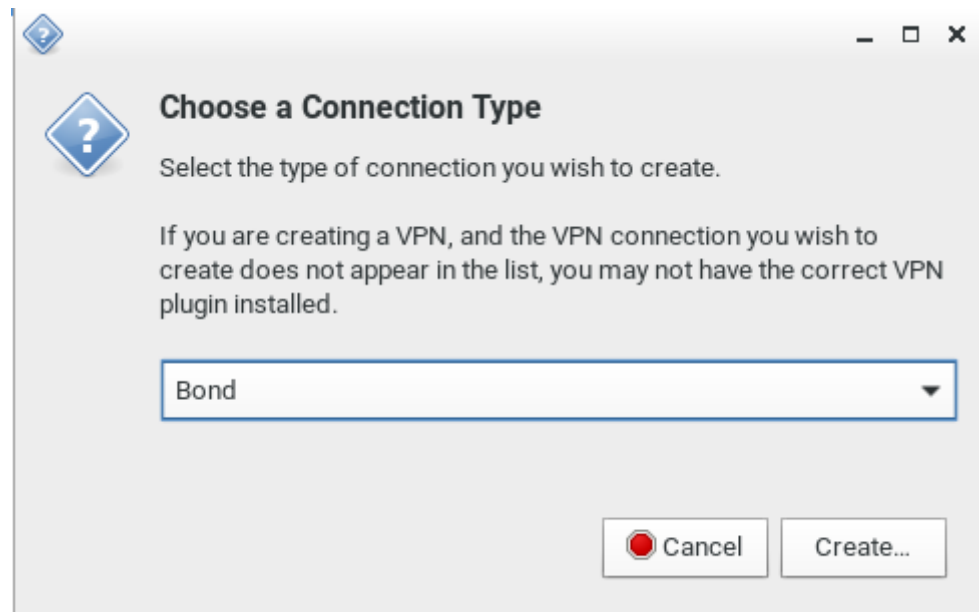 Choose a Connection Type
Select the type of connection you wish to create.
If you are creating a VPN, and the VPN connection you wish to
create does not appear in the list, you may not have the correct VPN
plugin installed.
Bond
Cancel
Create...